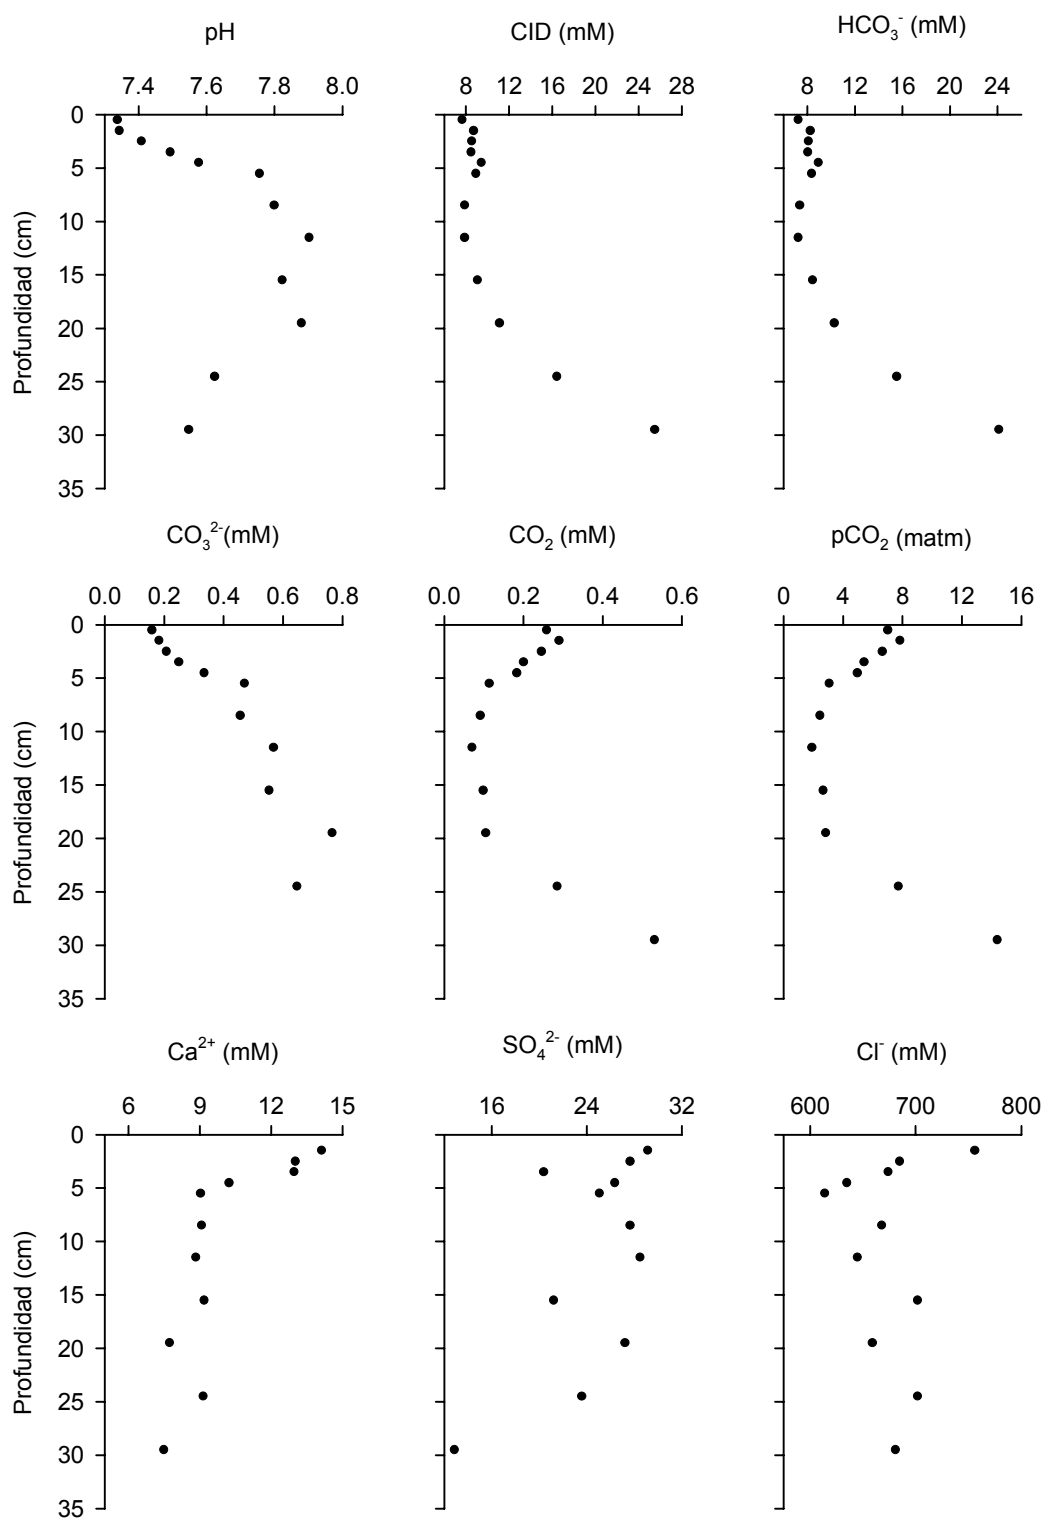 pH CID (mM) HCO₃⁻ (mM)
7.4 7.6 7.8 8.0 8 12 16 20 24 28 8 12 16 20 24
0
5
10
15
20
25
30
35
Profundidad (cm)
CO₃²⁻(mM) CO₂ (mM) pCO₂ (matm)
0.0 0.2 0.4 0.6 0.8 0.0 0.2 0.4 0.6 0 4 8 12 16
0
5
10
15
20
25
30
35
Profundidad (cm)
Ca²⁺ (mM) SO₄²⁻ (mM) Cl⁻ (mM)
6 9 12 15 16 24 32 600 700 800
0
5
10
15
20
25
30
35
Profundidad (cm)